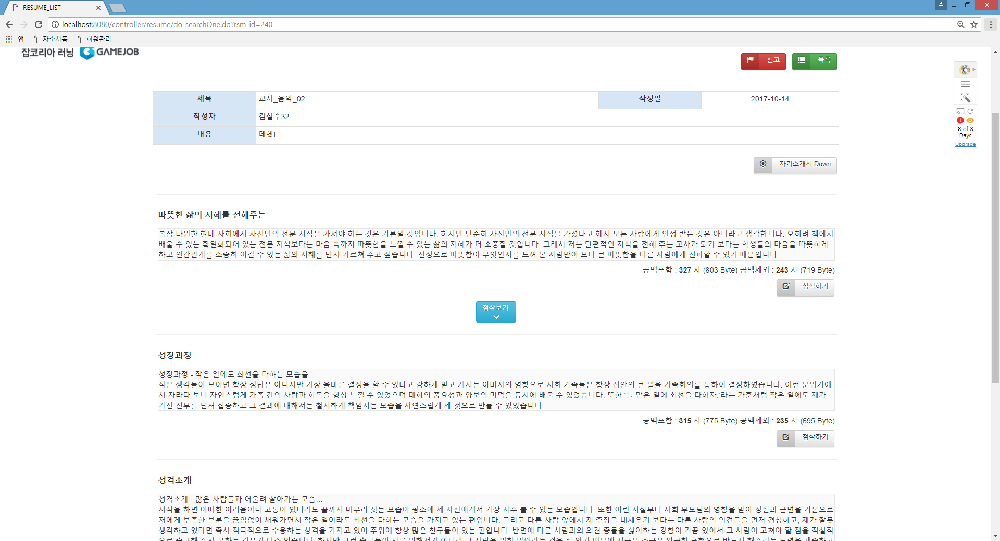 RESUME_LIST
localhost:8080/controller/resume/do_searchOne.do?rsm_id=240
앱 자소서폼 회원관리
잡코리아 러닝 GAMEJOB
신고 목록
제목 교사_음악_02 작성일 2017-10-14
작성자 김철수32
내용 데헷!
8 of 8
Days
Upgrade
자기소개서 Down
따뜻한 삶의 지혜를 전해주는
복잡 다원한 현대 사회에서 자신만의 전문 지식을 가져야 하는 것은 기본일 것입니다. 하지만 단순히 자신만의 전문 지식을 가졌다고 해서 모든 사람에게 인정 받는 것은 아니라고 생각합니다. 오히려 책에서
배울 수 있는 획일화되어 있는 전문 지식보다는 마음 속까지 따뜻함을 느낄 수 있는 삶의 지혜가 더 소중할 것입니다. 그래서 저는 단편적인 지식을 전해 주는 교사가 되기 보다는 학생들의 마음을 따뜻하게
하고 인간관계를 소중히 여길 수 있는 삶의 지혜를 먼저 가르쳐 주고 싶습니다. 진정으로 따뜻함이 무엇인지를 느껴 본 사람만이 보다 큰 따뜻함을 다른 사람에게 전파할 수 있기 때문입니다.
공백포함 : 327 자 (803 Byte) 공백제외 : 243 자 (719 Byte)
첨삭하기
첨삭보기
성장과정
성장과정 - 작은 일에도 최선을 다하는 모습을...
작은 생각들이 모이면 항상 정답은 아니지만 가장 올바른 결정을 할 수 있다고 강하게 믿고 계시는 아버지의 영향으로 저희 가족들은 항상 집안의 큰 일을 가족회의를 통하여 결정하였습니다. 이런 분위기에
서 자라다 보니 자연스럽게 가족 간의 사랑과 화목을 항상 느낄 수 있었으며 대화의 중요성과 양보의 미덕을 동시에 배울 수 있었습니다. 또한 ‘늘 맡은 일에 최선을 다하자.’라는 가훈처럼 작은 일에도 제가
가진 전부를 던져 집중하고 그 결과에 대해서는 철저하게 책임지는 모습을 자연스럽게 제 것으로 만들 수 있었습니다.
공백포함 : 315 자 (775 Byte) 공백제외 : 235 자 (695 Byte)
첨삭하기
성격소개
성격소개 - 많은 사람들과 어울려 살아가는 모습...
시작을 하면 어떠한 어려움이나 고통이 있더라도 끝까지 마무리 짓는 모습이 평소에 제 자신에게서 가장 자주 볼 수 있는 모습입니다. 또한 어린 시절부터 저희 부모님의 영향을 받아 성실과 근면을 기본으로
저에게 부족한 부분을 끊임없이 채워가면서 작은 일이라도 최선을 다하는 모습을 가지고 있는 편입니다. 그리고 다른 사람 앞에서 제 주장을 내세우기 보다는 다른 사람의 의견들을 먼저 경청하고, 제가 잘못
생각하고 있다면 즉시 적극적으로 수용하는 성격을 가지고 있어 주위에 항상 많은 친구들이 있는 편입니다. 반면에 다른 사람과의 의견 충돌을 싫어하는 경향이 가끔 있어서 그 사람이 고쳐야 할 점을 직설적